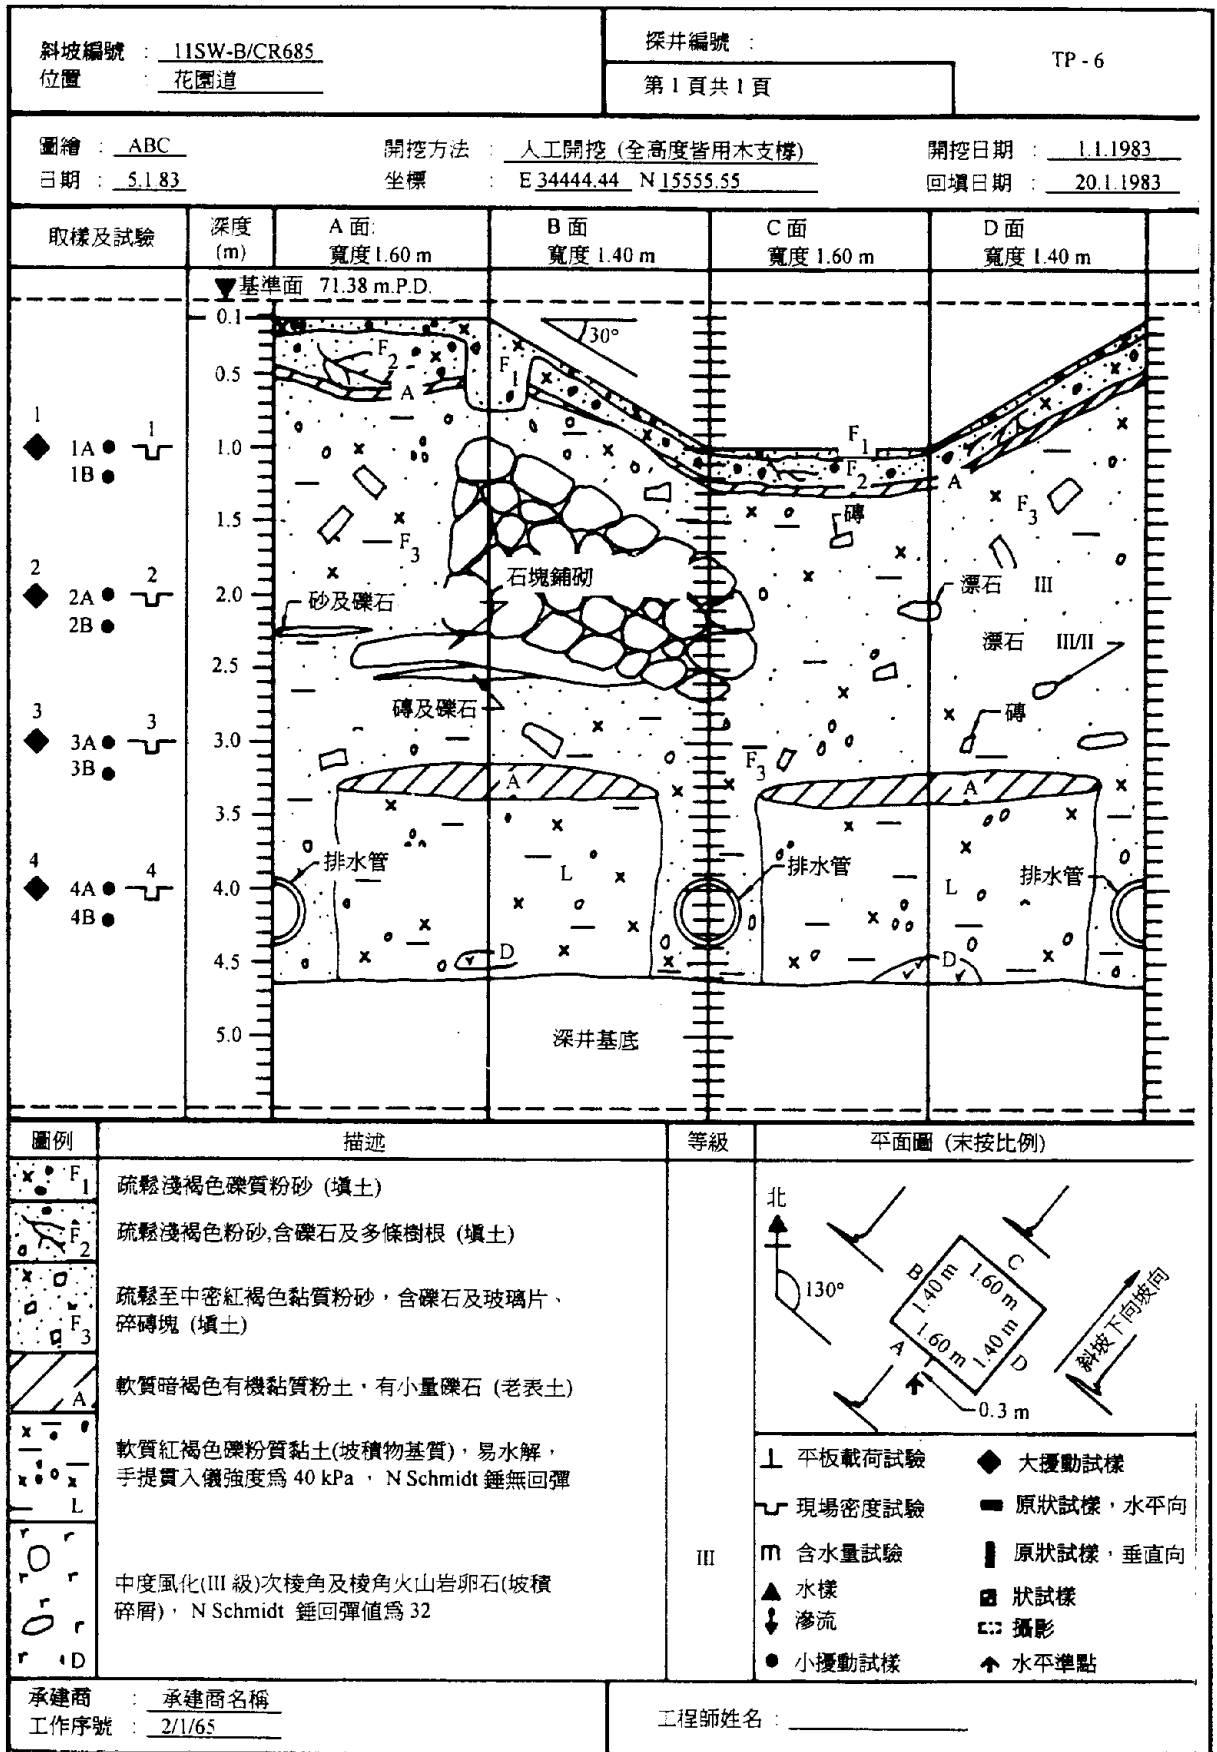 斜坡編號 : 11SW-B/CR685
位置 : 花園道
探井編號 :
第 1 頁共 1 頁
TP - 6
圖繪 : ABC
日期 : 5.1.83
開挖方法 : 人工開挖 (全高度皆用木支撐)
坐標 : E 34444.44 N 15555.55
開挖日期 : 1.1.1983
回填日期 : 20.1.1983
取樣及試驗
深度 (m)
A 面: 寬度 1.60 m
B 面 寬度 1.40 m
C 面 寬度 1.60 m
D 面 寬度 1.40 m
基準面 71.38 m.P.D.
0.1
30°
F2
F1
0.5
A
1 1
1A 1.0
1B
F1
F2
A
1.5
F3
磚
F3
2 2
2A 2.0
2B
砂及礫石
石塊鋪砌
漂石 III
漂石 III/II
2.5
磚及礫石
磚
3 3
3A 3.0
3B
F3
A
A
3.5
4 4
4A 4.0
4B
排水管
L
排水管
L
排水管
4.5
D
D
5.0
深井基底
圖例
描述
等級
平面圖 (末按比例)
F1
疏鬆淺褐色礫質粉砂 (塡土)
F2
疏鬆淺褐色粉砂,含礫石及多條樹根 (塡土)
F3
疏鬆至中密紅褐色黏質粉砂，含礫石及玻璃片、
碎磚塊 (塡土)
A
軟質暗褐色有機黏質粉土，有小量礫石 (老表土)
L
軟質紅褐色礫粉質黏土(坡積物基質)，易水解，
手提貫入儀強度爲 40 kPa ， N Schmidt 錘無回彈
r r
r r
r
r D
中度風化(III 級)次棱角及棱角火山岩卵石(坡積
碎屑)， N Schmidt 錘回彈値爲 32
III
北
130°
B
1.40 m
C
1.60 m
A
1.60 m
1.40 m
D
0.3 m
斜坡下向坡向
平板載荷試驗
大擾動試樣
現場密度試驗
原狀試樣，水平向
m 含水量試驗
原狀試樣，垂直向
水樣
狀試樣
滲流
攝影
小擾動試樣
水平準點
承建商 : 承建商名稱
工作序號 : 2/1/65
工程師姓名 :